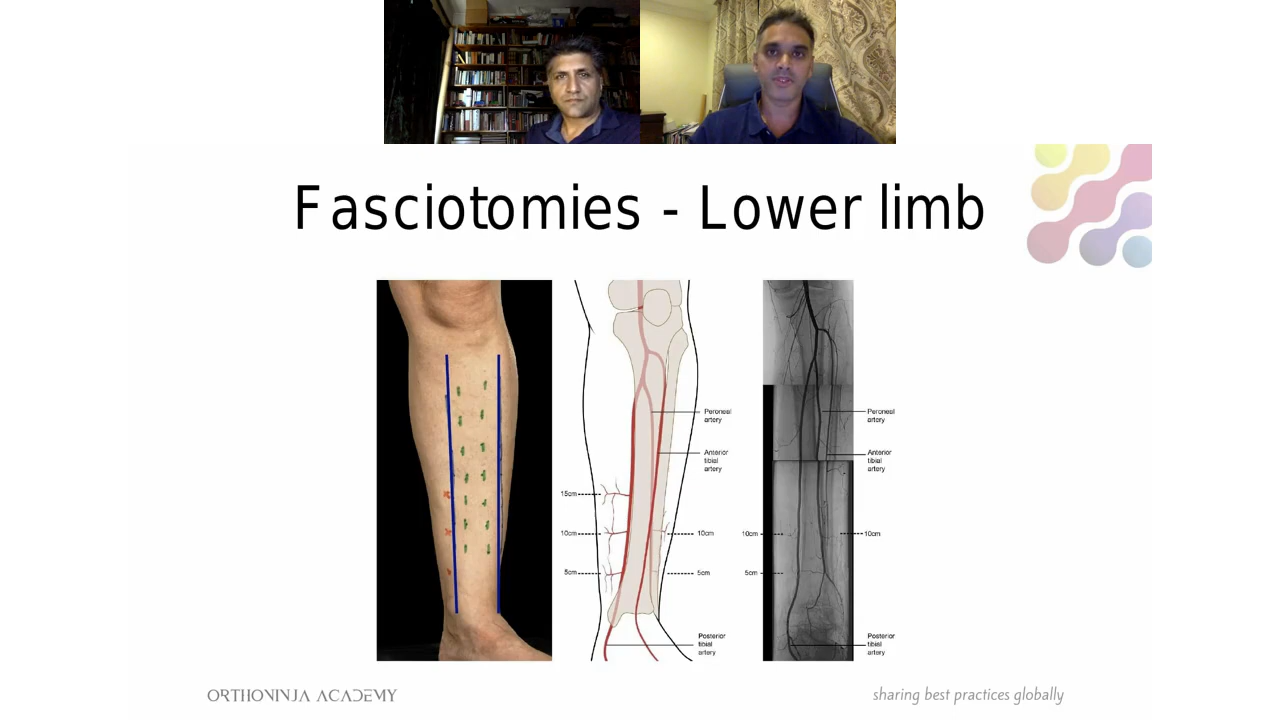 Fasciotomies - Lower limb
Peroneal
artery
Anterior
tibial
artery
15cm
10cm
10cm
5cm
5cm
Posterior
tibial
artery
Peroneal
artery
Anterior
tibial
artery
10cm
10cm
5cm
Posterior
tibial
artery
ORTHONINJA ACADEMY
sharing best practices globally